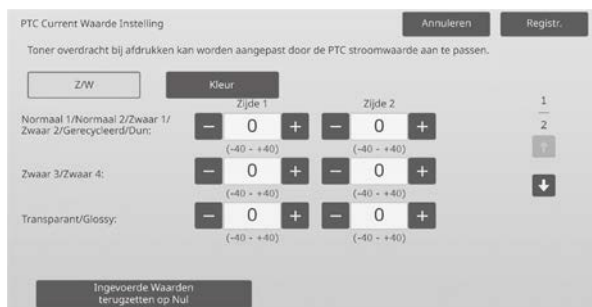 PTC Current Waarde Instelling
Annuleren
Registr.
Toner overdracht bij afdrukken kan worden aangepast door de PTC stroomwaarde aan te passen.
Z/W
Kleur
Zijde 1
Zijde 2
1
2
Normaal 1/Normaal 2/Zwaar 1/
Zwaar 2/Gerecycleerd/Dun:
− 0 +
− 0 +
(-40 - +40)
(-40 - +40)
Zwaar 3/Zwaar 4:
− 0 +
− 0 +
(-40 - +40)
(-40 - +40)
Transparant/Glossy:
− 0 +
− 0 +
(-40 - +40)
(-40 - +40)
Ingevoerde Waarden
terugzetten op Nul